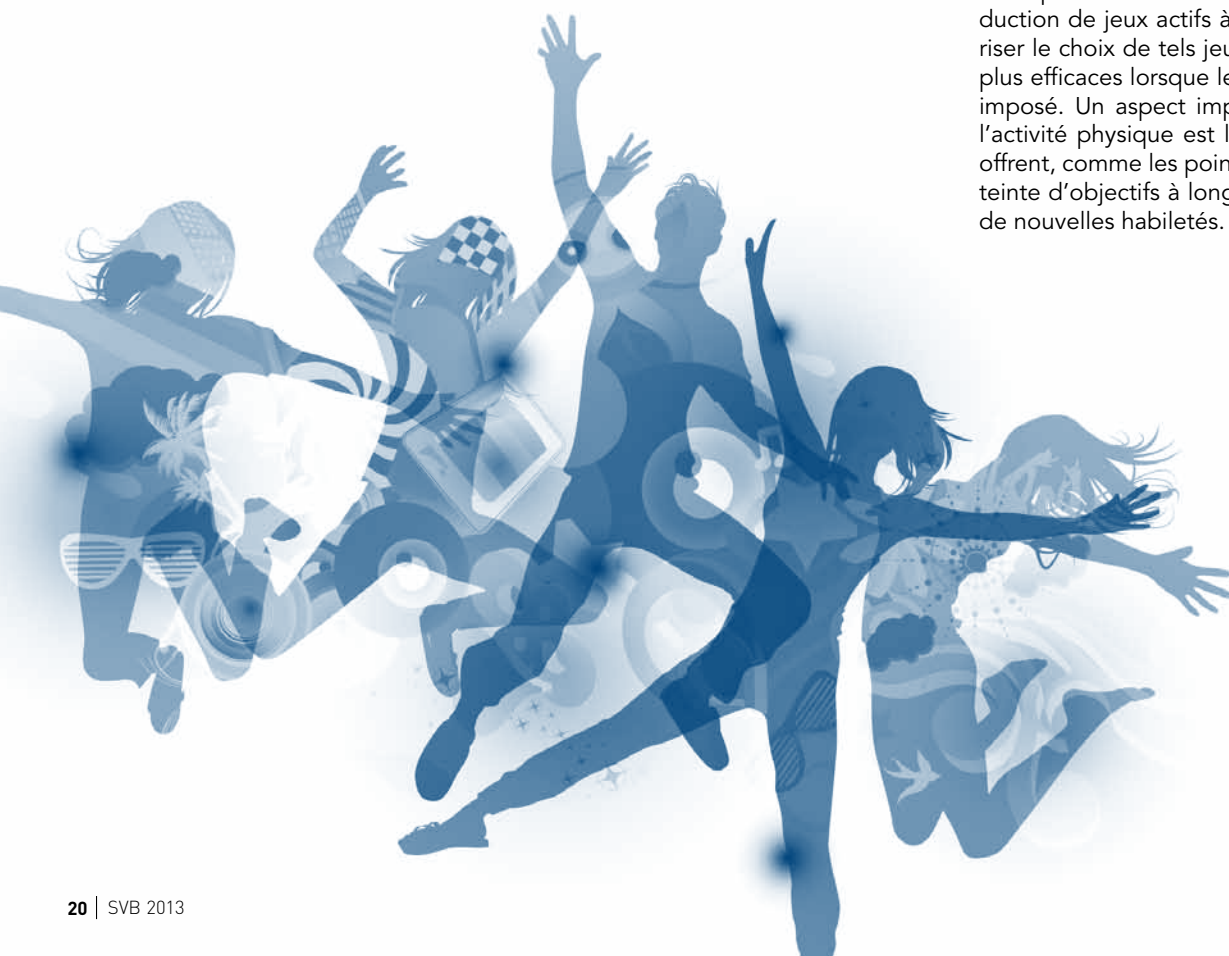 duction de jeux actifs à
riser le choix de tels jeu
plus efficaces lorsque le
imposé. Un aspect imp
l'activité physique est l
offrent, comme les poin
teinte d'objectifs à long
de nouvelles habiletés.
20 | SVB 2013